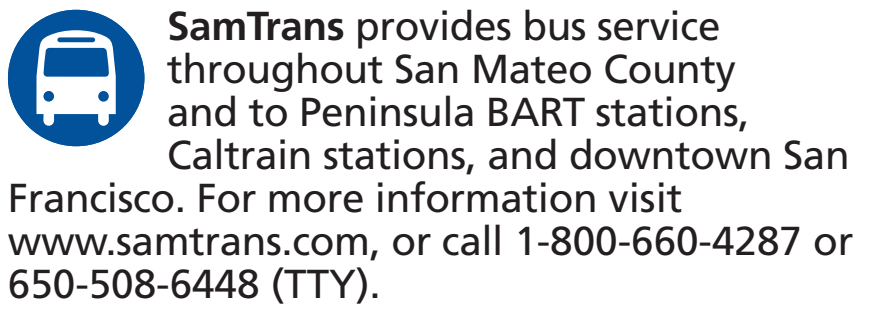 SamTrans provides bus service
throughout San Mateo County
and to Peninsula BART stations,
Caltrain stations, and downtown San
Francisco. For more information visit
www.samtrans.com, or call 1-800-660-4287 or
650-508-6448 (TTY).